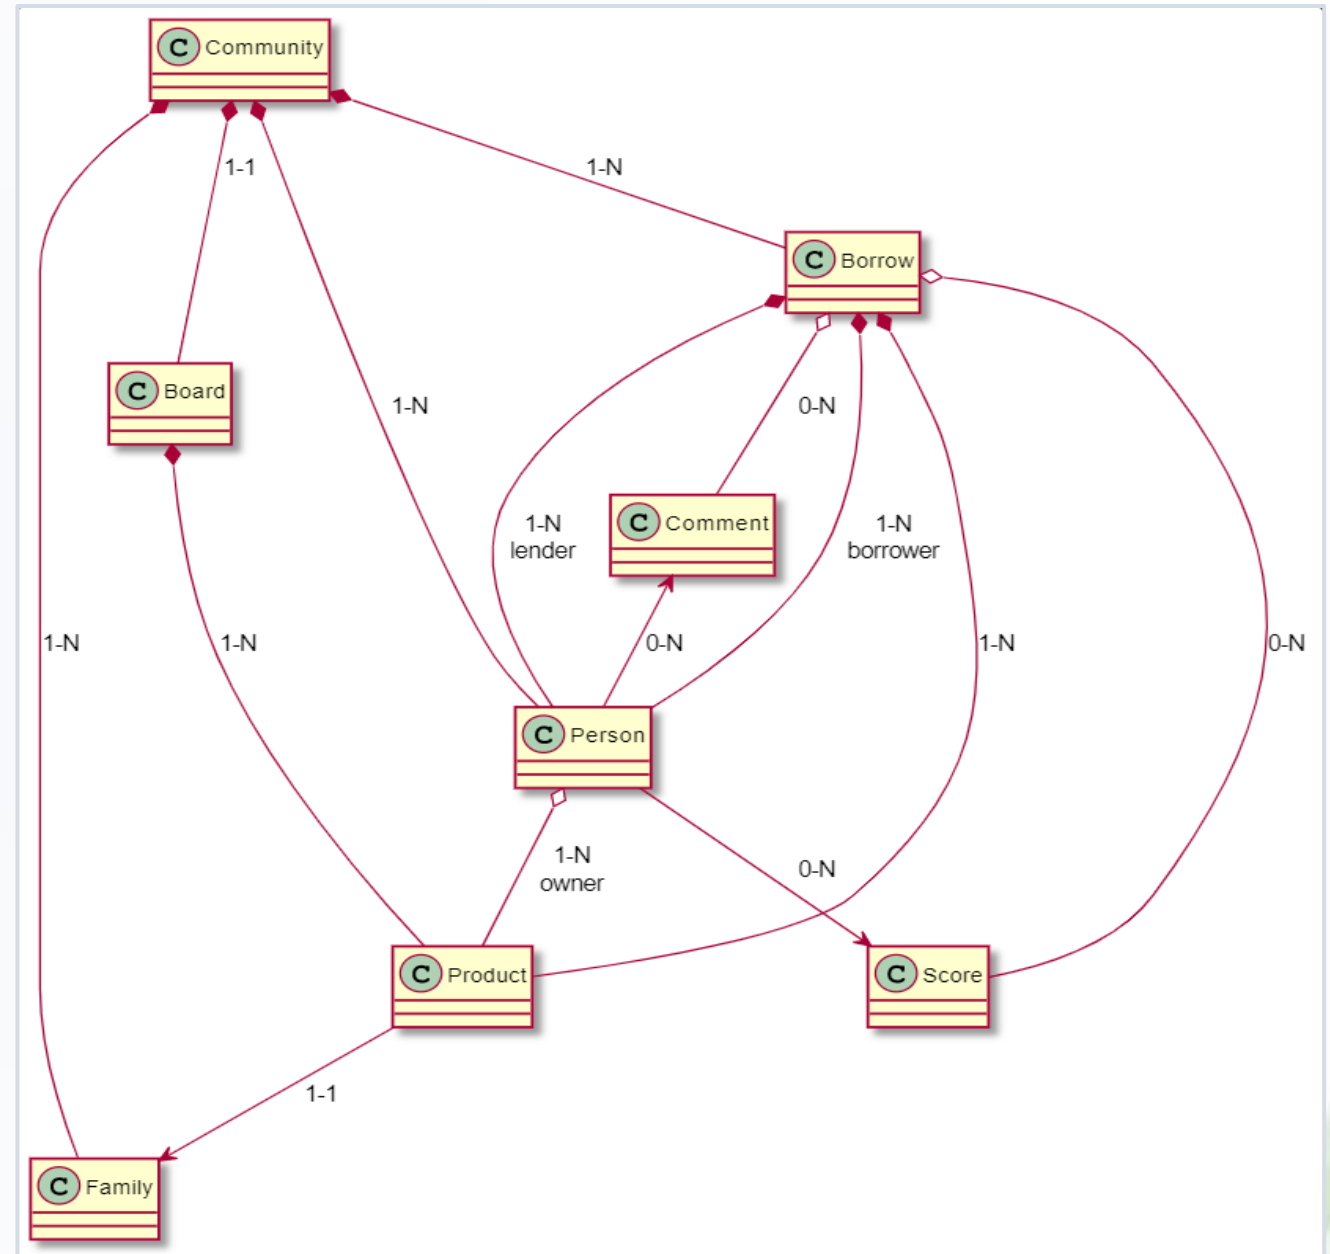 C Community
1-1
1-N
C Borrow
C Board
1-N
0-N
C Comment
1-N
lender
1-N
borrower
1-N
1-N
0-N
1-N
0-N
C Person
1-N
owner
0-N
C Product
C Score
1-1
C Family